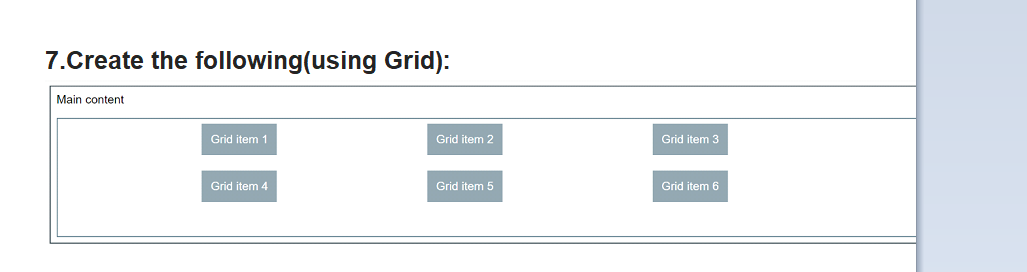 7.Create the following(using Grid):
Main content
Grid item 1 Grid item 2 Grid item 3
Grid item 4 Grid item 5 Grid item 6